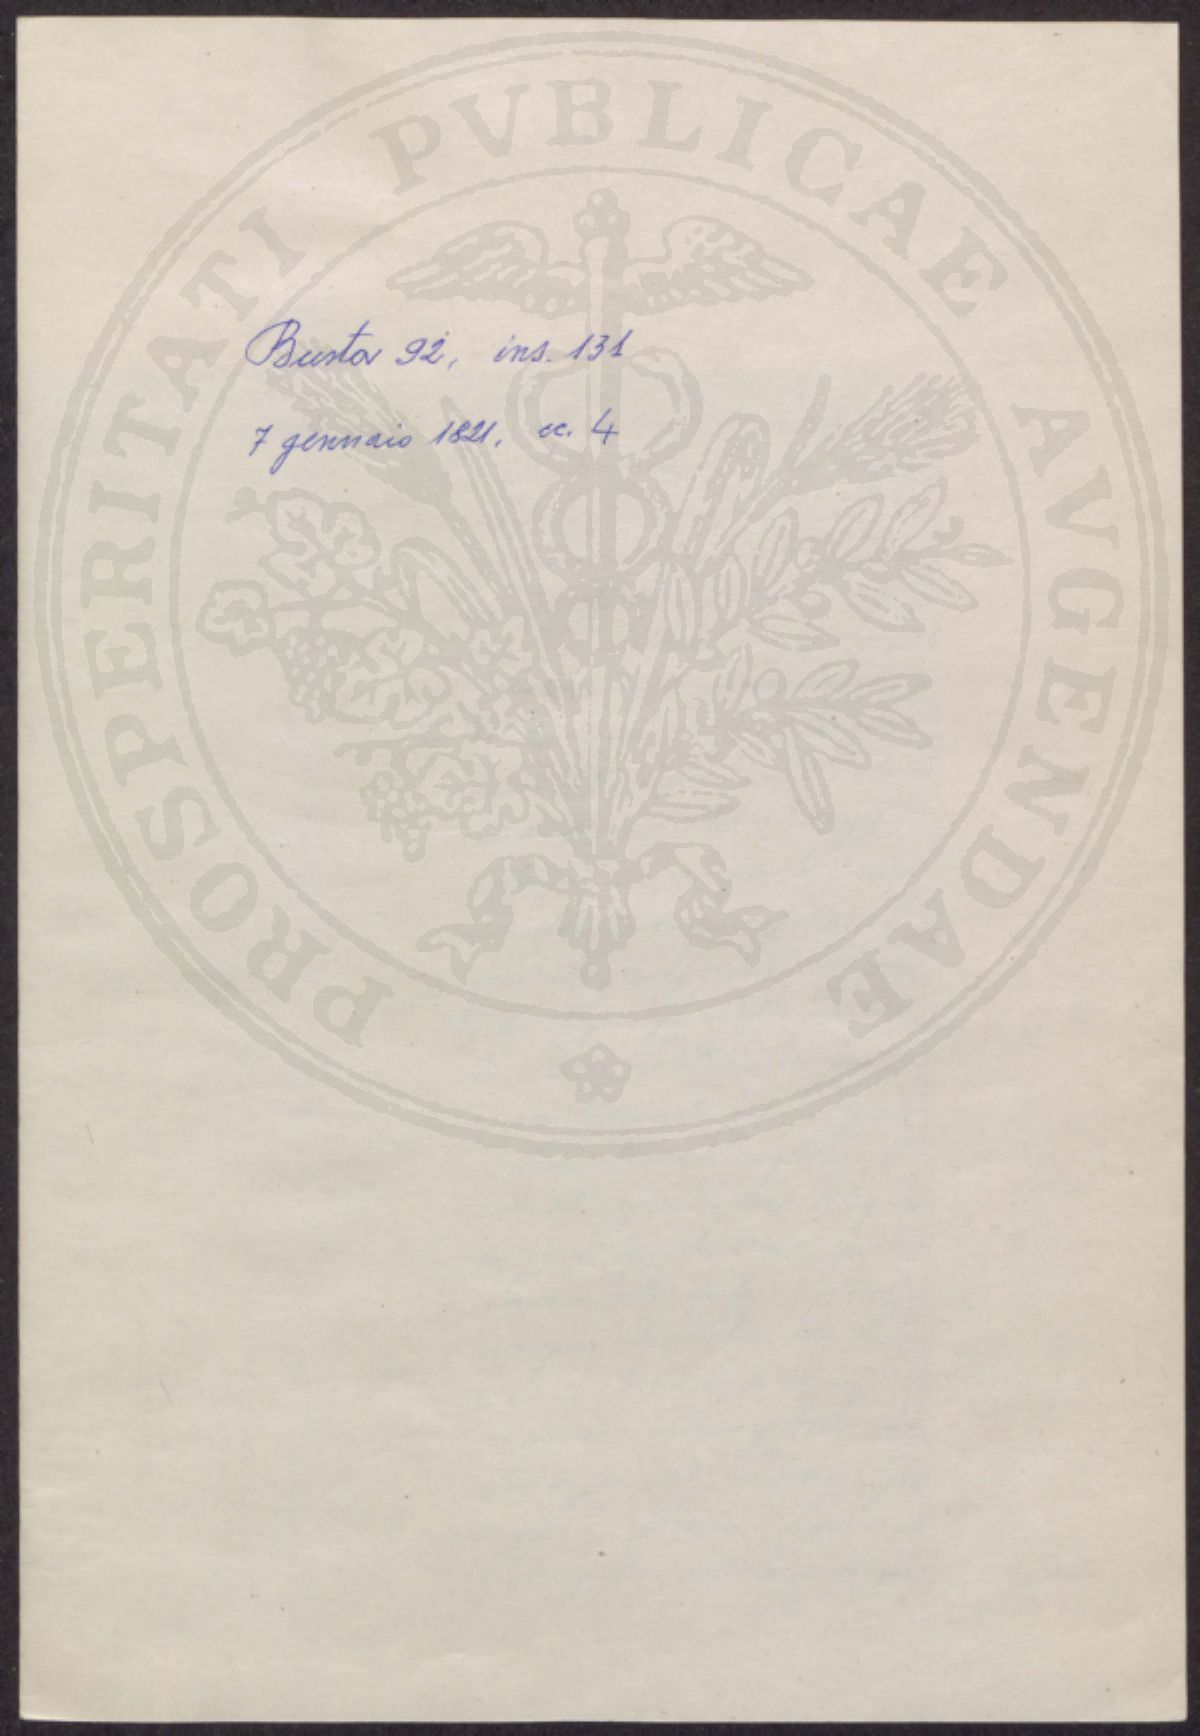 Busta 92, ins. 131
7 gennaio 1821, cc. 4
PROSPERITATI PVBLICAE AVGENDAE